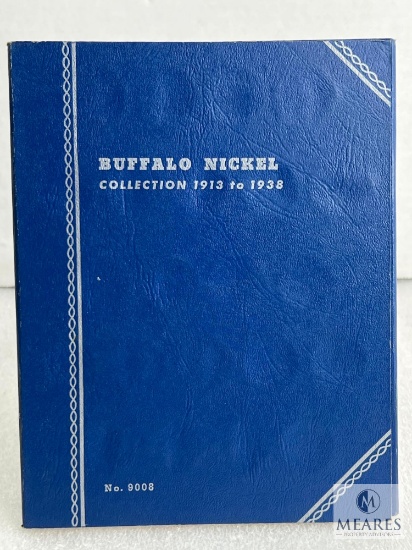 BUFFALO NICKEL
COLLECTION 1913 to 1938
No. 9008
M
MEARES